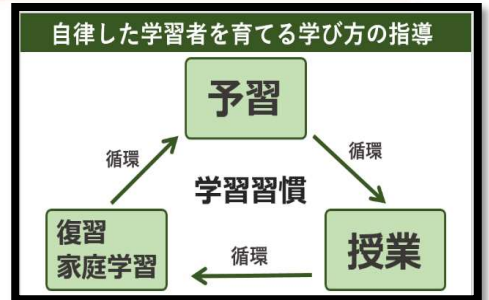 自律した学習者を育てる学び方の指導
予習
循環
循環
学習習慣
復習
家庭学習
循環
授業